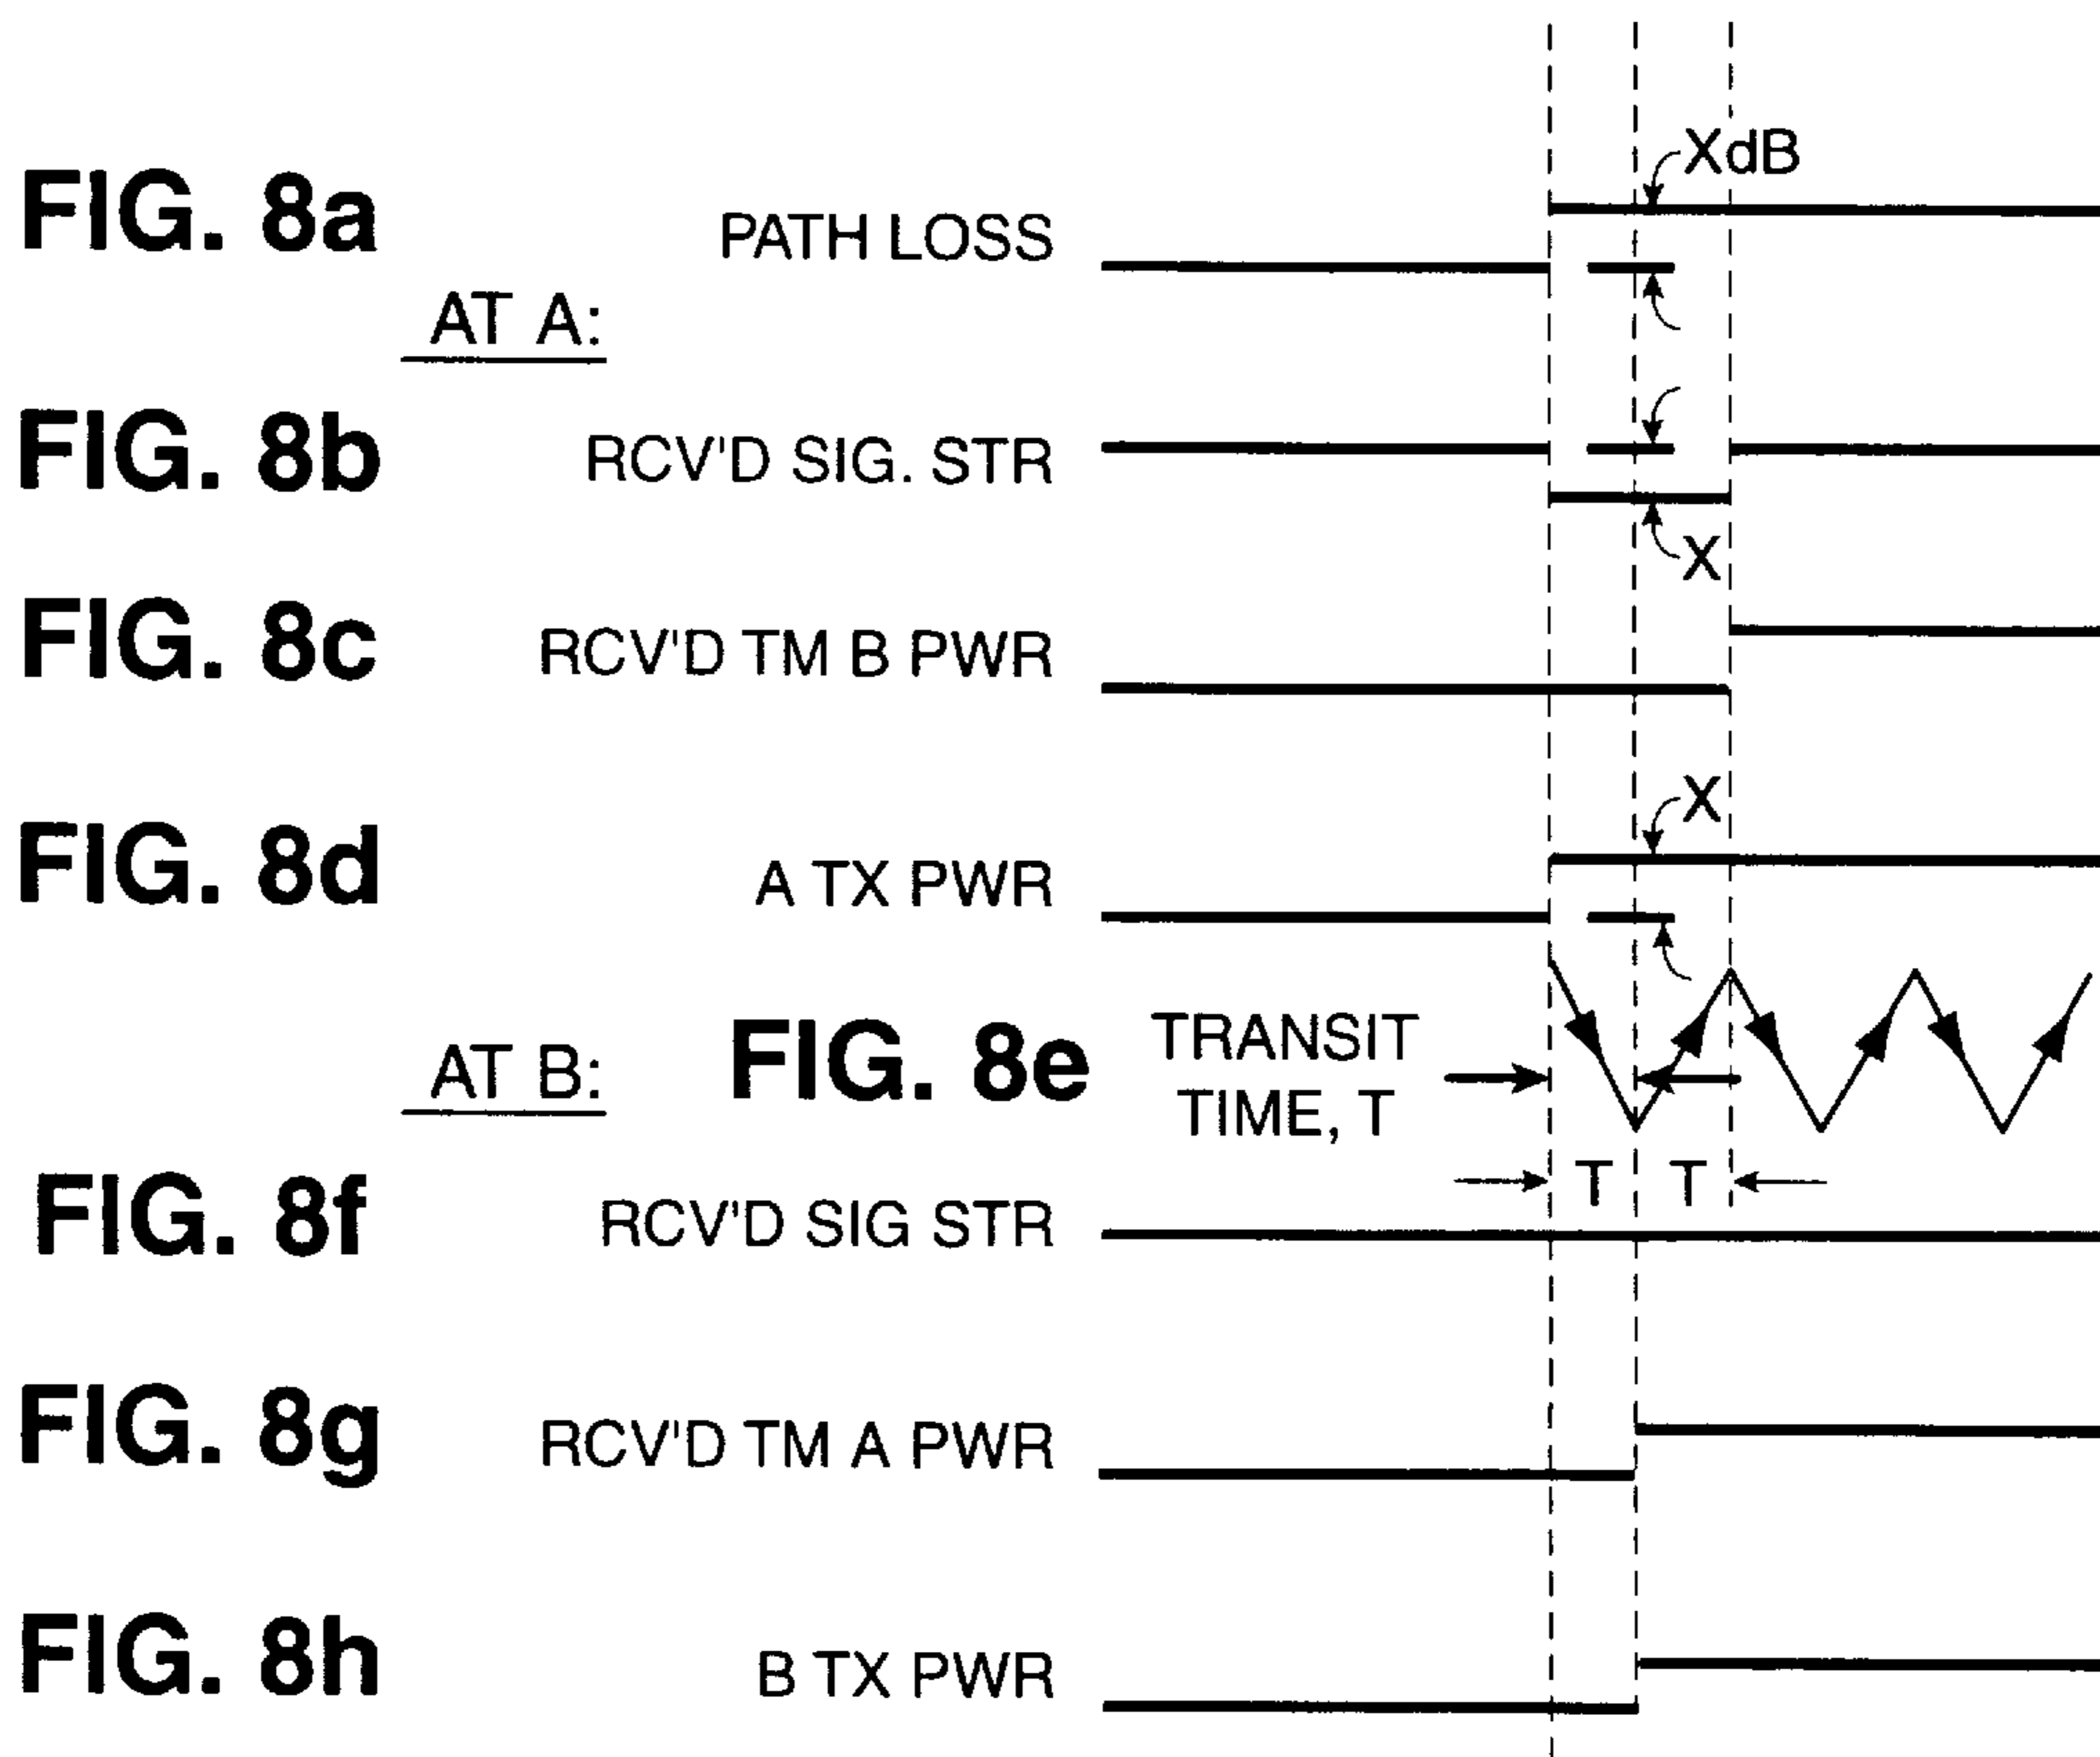 XdB
FIG. 8a PATH LOSS
AT A:
FIG. 8b RCV'D SIG. STR
X
FIG. 8c RCV'D TM B PWR
X
FIG. 8d A TX PWR
AT B: FIG. 8e TRANSIT
TIME, T
T T
FIG. 8f RCV'D SIG STR
FIG. 8g RCV'D TM A PWR
FIG. 8h B TX PWR